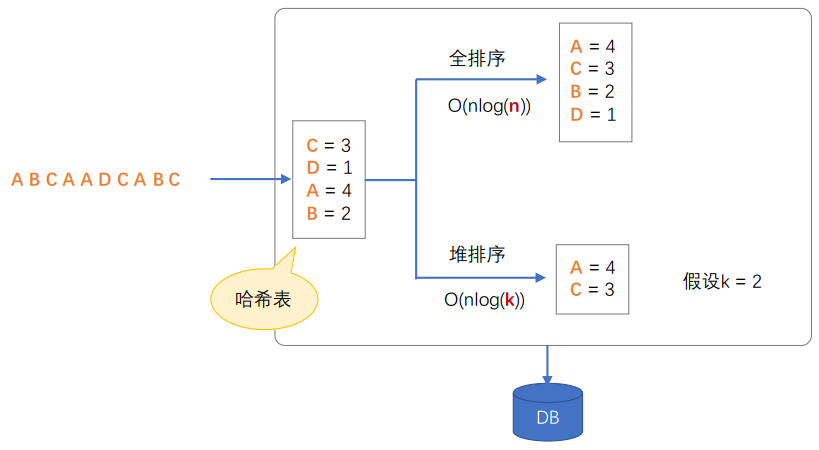 A B C A A D C A B C
C = 3
D = 1
A = 4
B = 2
哈希表
全排序
O(nlog(n))
A = 4
C = 3
B = 2
D = 1
堆排序
O(nlog(k))
A = 4
C = 3
假设k = 2
DB